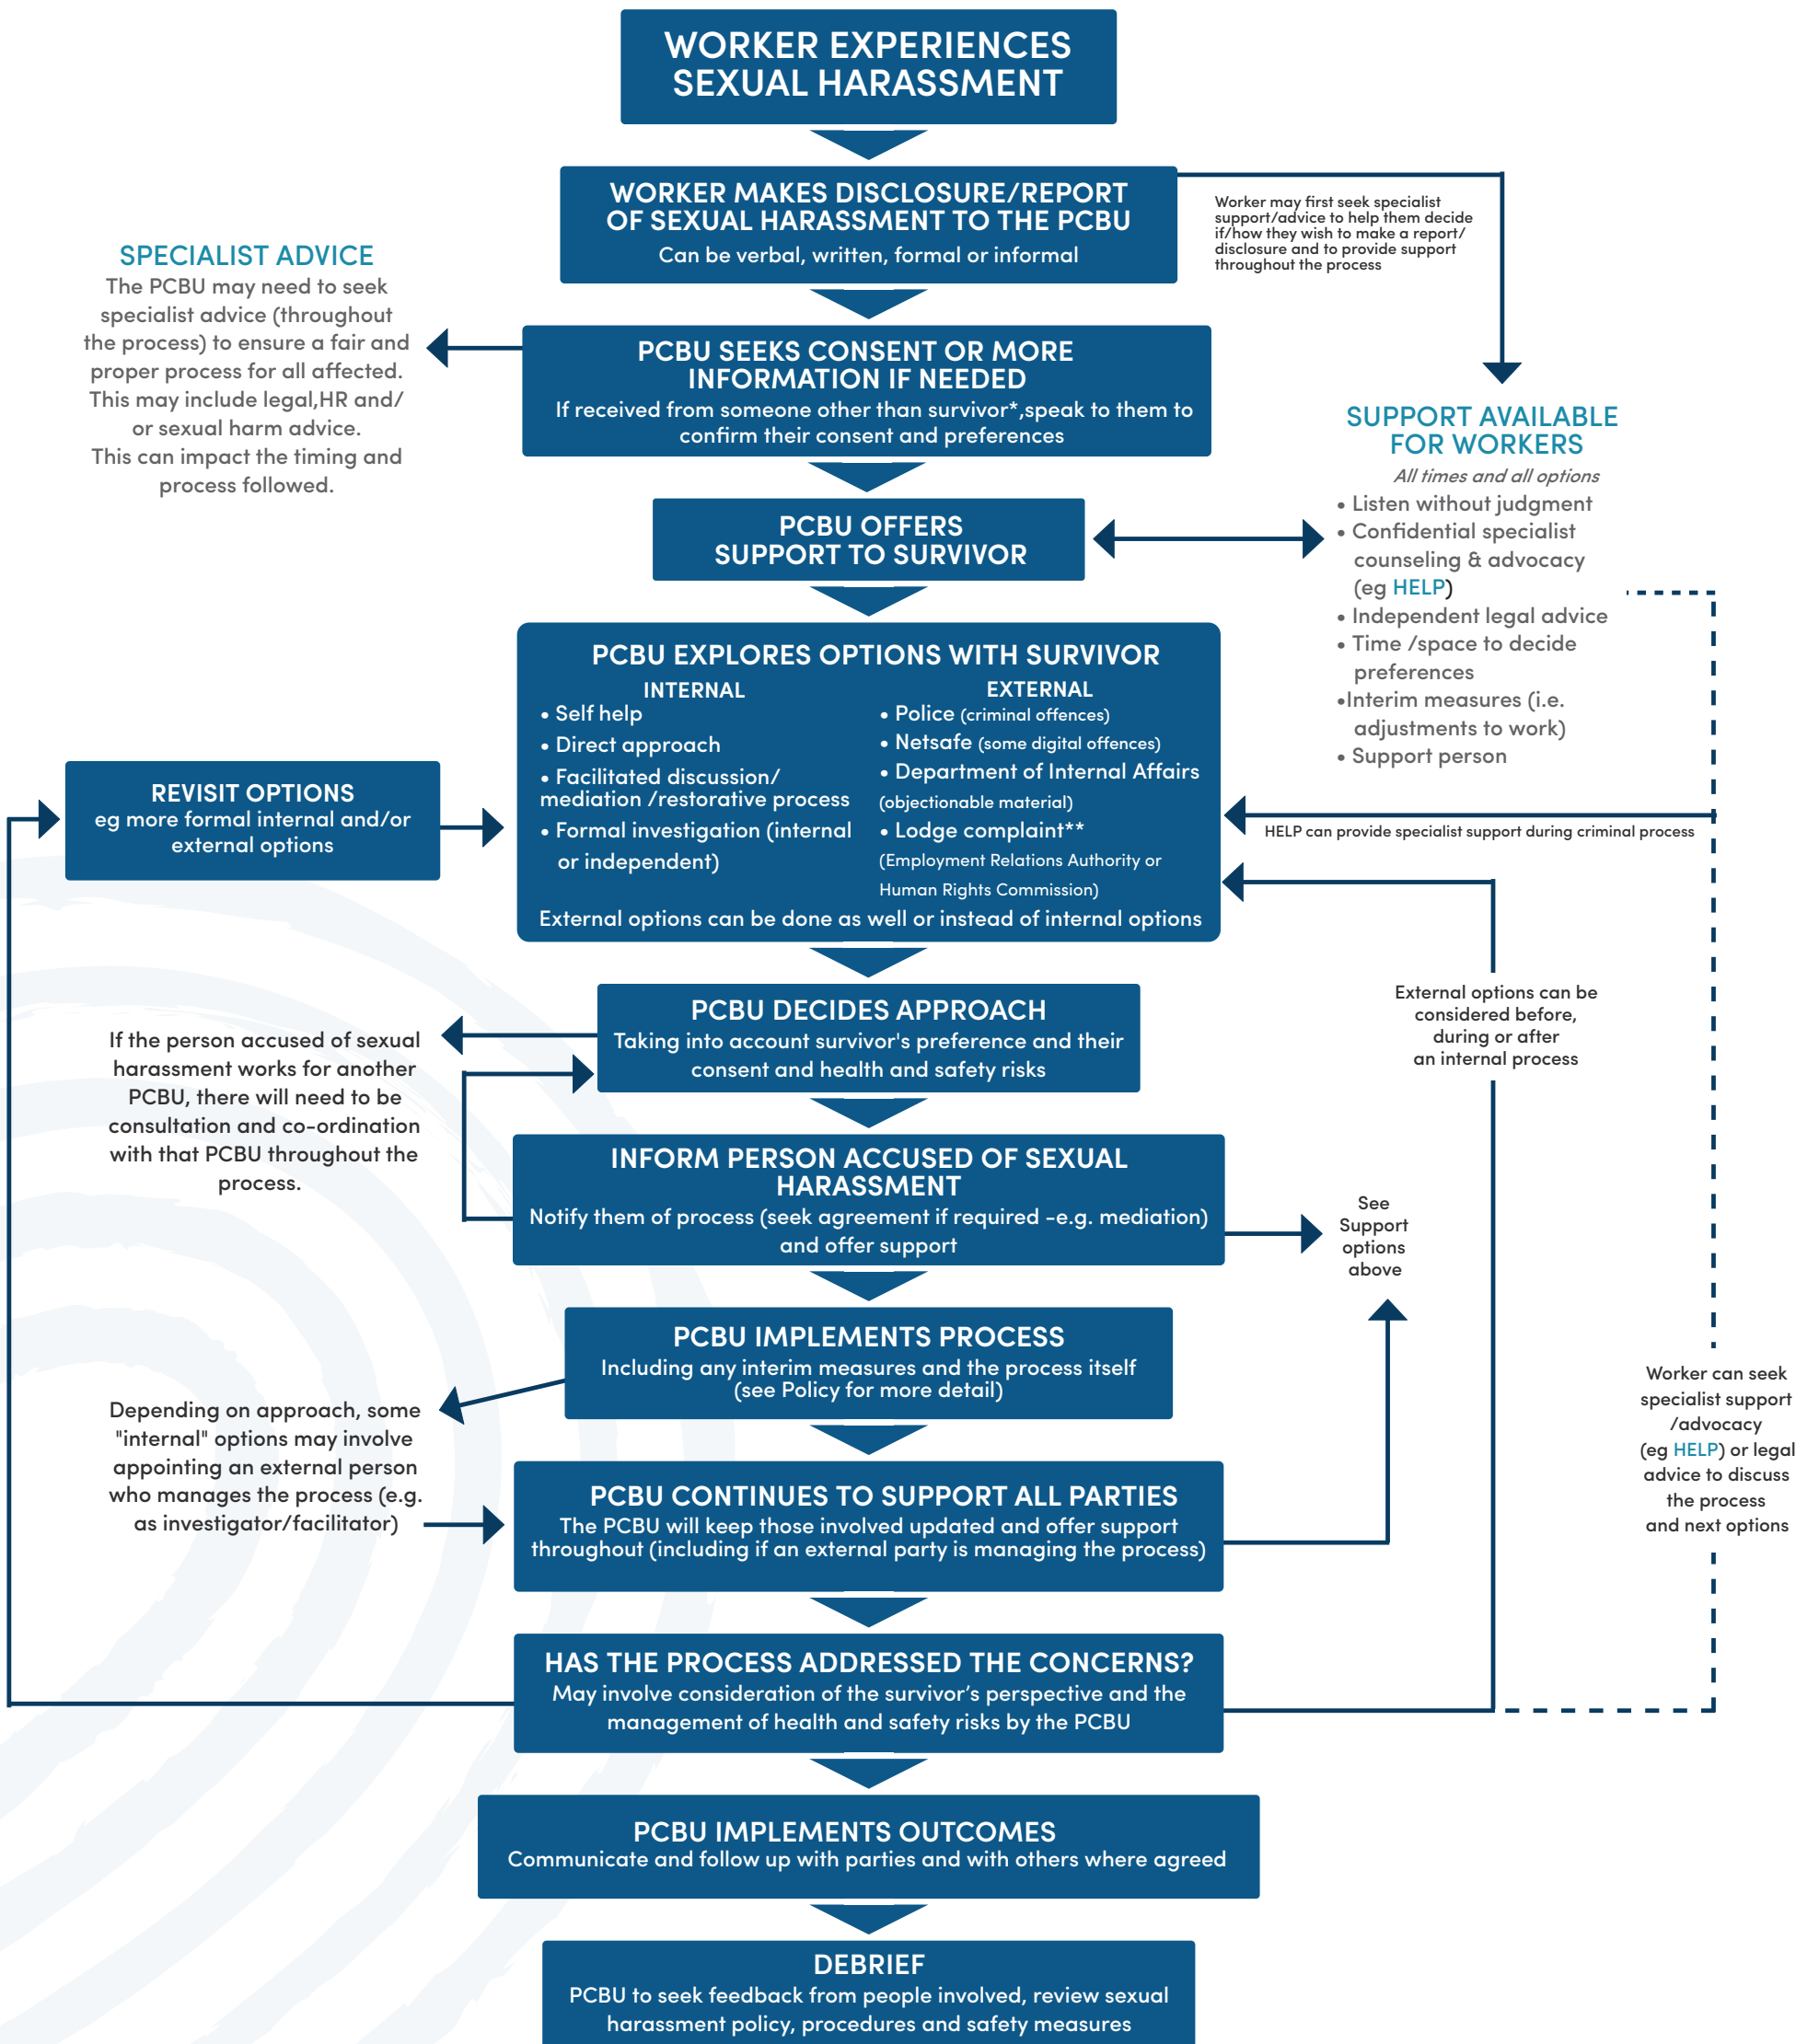 WORKER EXPERIENCES
SEXUAL HARASSMENT
WORKER MAKES DISCLOSURE/REPORT
OF SEXUAL HARASSMENT TO THE PCBU
Can be verbal, written, formal or informal
Worker may first seek specialist
support/advice to help them decide
if/how they wish to make a report/
disclosure and to provide support
throughout the process
SPECIALIST ADVICE
The PCBU may need to seek
specialist advice (throughout
the process) to ensure a fair and
proper process for all affected.
This may include legal,HR and/
or sexual harm advice.
This can impact the timing and
process followed.
PCBU SEEKS CONSENT OR MORE
INFORMATION IF NEEDED
If received from someone other than survivor*,speak to them to
confirm their consent and preferences
SUPPORT AVAILABLE
FOR WORKERS
All times and all options
• Listen without judgment
• Confidential specialist
counseling & advocacy
(eg HELP)
• Independent legal advice
• Time /space to decide
preferences
•Interim measures (i.e.
adjustments to work)
• Support person
PCBU OFFERS
SUPPORT TO SURVIVOR
PCBU EXPLORES OPTIONS WITH SURVIVOR
INTERNAL
• Self help
• Direct approach
• Facilitated discussion/
mediation /restorative process
• Formal investigation (internal
or independent)
EXTERNAL
• Police (criminal offences)
• Netsafe (some digital offences)
• Department of Internal Affairs
(objectionable material)
• Lodge complaint**
(Employment Relations Authority or
Human Rights Commission)
External options can be done as well or instead of internal options
REVISIT OPTIONS
eg more formal internal and/or
external options
HELP can provide specialist support during criminal process
PCBU DECIDES APPROACH
Taking into account survivor's preference and their
consent and health and safety risks
External options can be
considered before,
during or after
an internal process
If the person accused of sexual
harassment works for another
PCBU, there will need to be
consultation and co-ordination
with that PCBU throughout the
process.
INFORM PERSON ACCUSED OF SEXUAL
HARASSMENT
Notify them of process (seek agreement if required -e.g. mediation)
and offer support
See
Support
options
above
PCBU IMPLEMENTS PROCESS
Including any interim measures and the process itself
(see Policy for more detail)
Depending on approach, some
"internal" options may involve
appointing an external person
who manages the process (e.g.
as investigator/facilitator)
Worker can seek
specialist support
/advocacy
(eg HELP) or legal
advice to discuss
the process
and next options
PCBU CONTINUES TO SUPPORT ALL PARTIES
The PCBU will keep those involved updated and offer support
throughout (including if an external party is managing the process)
HAS THE PROCESS ADDRESSED THE CONCERNS?
May involve consideration of the survivor’s perspective and the
management of health and safety risks by the PCBU
PCBU IMPLEMENTS OUTCOMES
Communicate and follow up with parties and with others where agreed
DEBRIEF
PCBU to seek feedback from people involved, review sexual
harassment policy, procedures and safety measures